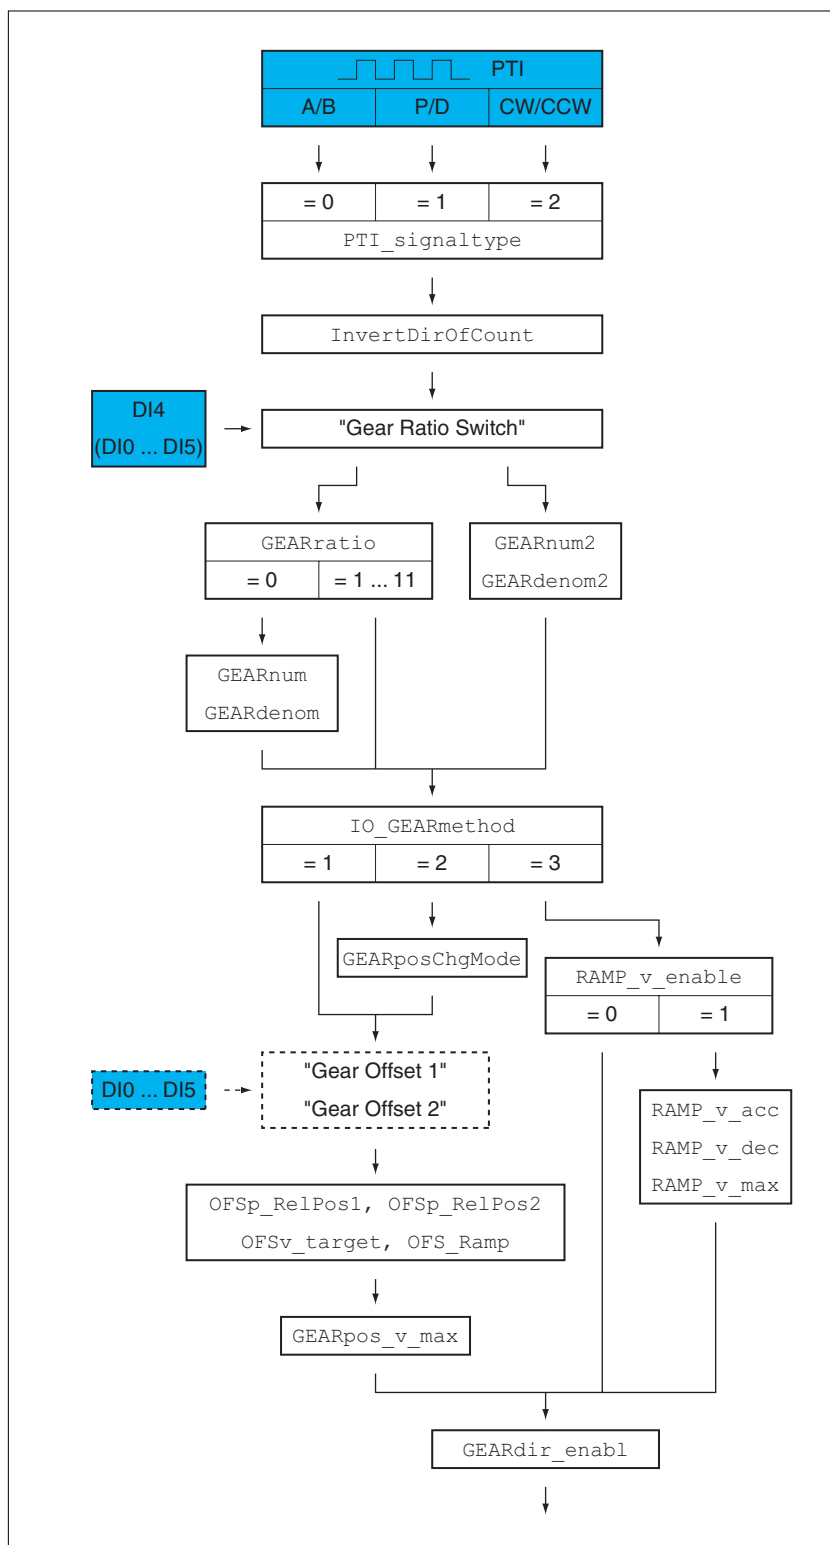 PTI
A/B P/D CW/CCW
= 0 = 1 = 2
PTI_signaltype
InvertDirOfCount
DI4
(DI0 ... DI5)
"Gear Ratio Switch"
GEARratio
= 0 = 1 ... 11
GEARnum2
GEARdenom2
GEARnum
GEARdenom
IO_GEARmethod
= 1 = 2 = 3
GEARposChgMode
RAMP_v_enable
= 0 = 1
DI0 ... DI5
"Gear Offset 1"
"Gear Offset 2"
RAMP_v_acc
RAMP_v_dec
RAMP_v_max
OFSp_RelPos1, OFSp_RelPos2
OFSv_target, OFS_Ramp
GEARpos_v_max
GEARdir_enabl